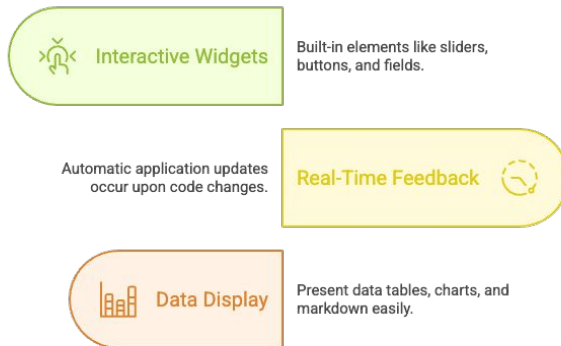 Interactive Widgets
Built-in elements like sliders,
buttons, and fields.
Automatic application updates
occur upon code changes.
Real-Time Feedback
Data Display
Present data tables, charts, and
markdown easily.